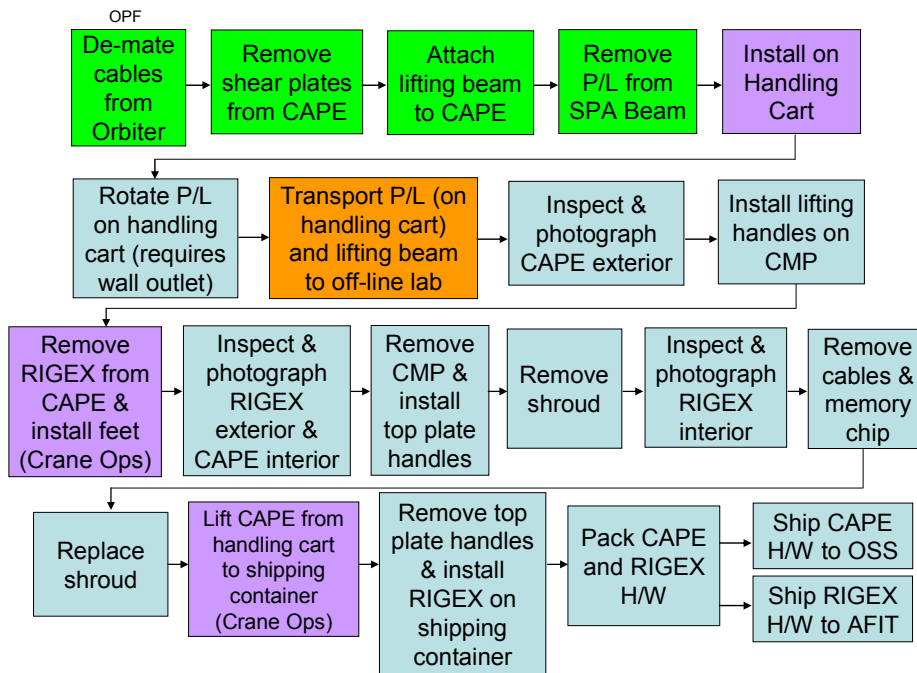 OPF
De-mate
cables
from
Orbiter
Remove
shear plates
from CAPE
Attach
lifting beam
to CAPE
Remove
P/L from
SPA Beam
Install on
Handling
Cart
Rotate P/L
on handling
cart (requires
wall outlet)
Transport P/L (on
handling cart)
and lifting beam
to off-line lab
Inspect &
photograph
CAPE exterior
Install lifting
handles on
CMP
Remove
RIGEX from
CAPE &
install feet
(Crane Ops)
Inspect &
photograph
RIGEX
exterior &
CAPE interior
Remove
CMP &
install
top plate
handles
Remove
shroud
Inspect &
photograph
RIGEX
interior
Remove
cables &
memory
chip
Replace
shroud
Lift CAPE from
handling cart
to shipping
container
(Crane Ops)
Remove top
plate handles
& install
RIGEX on
shipping
container
Pack CAPE
and RIGEX
H/W
Ship CAPE
H/W to OSS
Ship RIGEX
H/W to AFIT